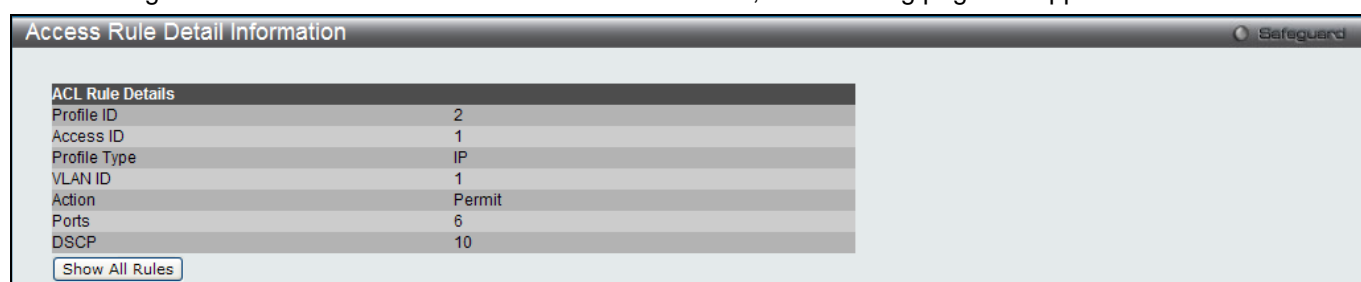 Access Rule Detail Information
Safeguard
ACL Rule Details
Profile ID 2
Access ID 1
Profile Type IP
VLAN ID 1
Action Permit
Ports 6
DSCP 10
Show All Rules